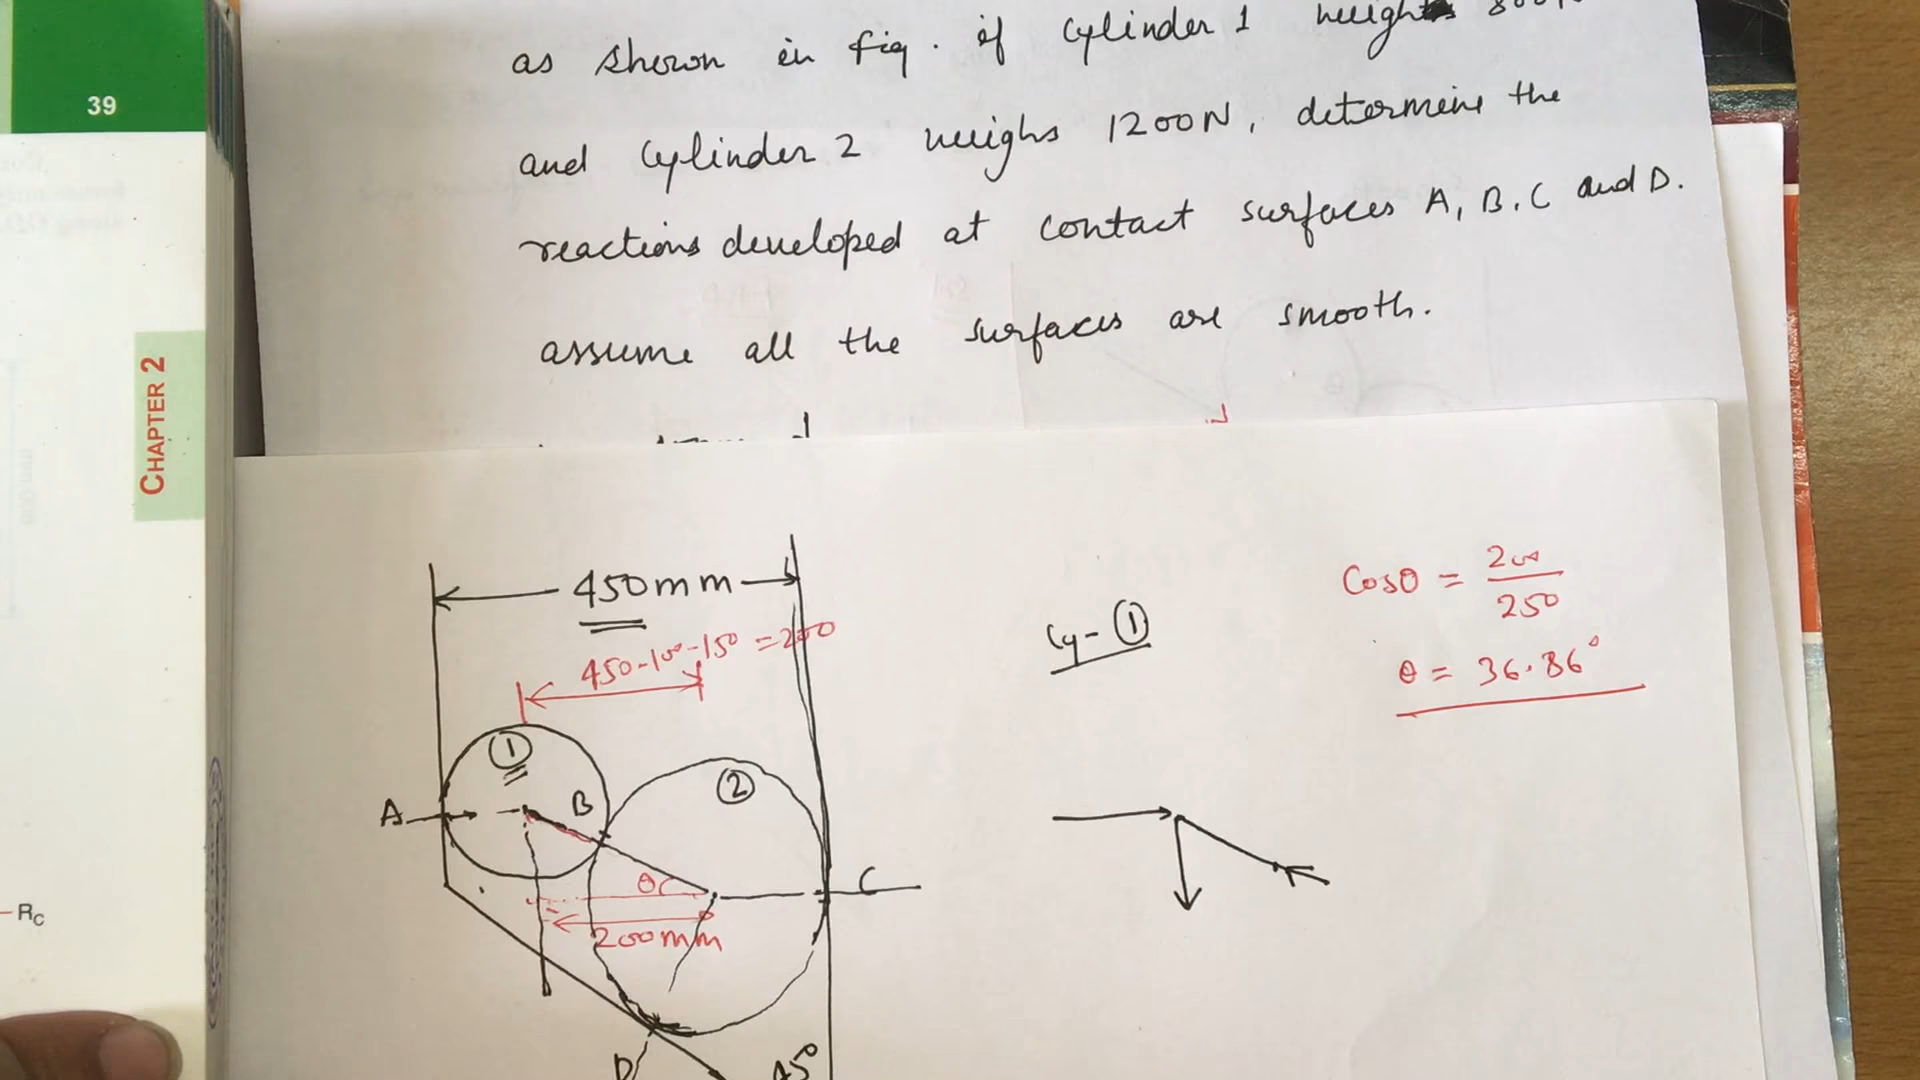 39
CHAPTER 2
RC
as shown in fig. if cylinder 1 weighs 800N
and cylinder 2 weighs 1200N, determine the
reactions developed at contact surfaces A, B, C and D.
assume all the surfaces are smooth.
450mm
450-100-150 = 200
1
2
A
B
θ
C
200mm
D
45°
Cy-1
Cosθ = 200/250
θ = 36.86°